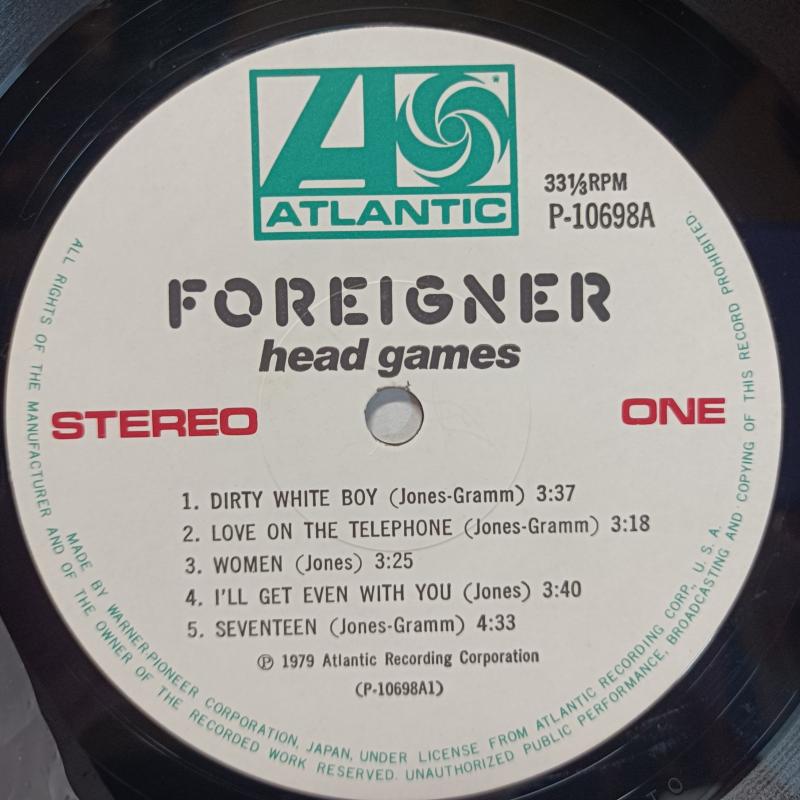 ATLANTIC
33⅓RPM
P-10698A
FOREIGNER
head games
STEREO
ONE
1. DIRTY WHITE BOY (Jones-Gramm) 3:37
2. LOVE ON THE TELEPHONE (Jones-Gramm) 3:18
3. WOMEN (Jones) 3:25
4. I'LL GET EVEN WITH YOU (Jones) 3:40
5. SEVENTEEN (Jones-Gramm) 4:33
Ⓟ 1979 Atlantic Recording Corporation
(P-10698A1)
MADE BY WARNER-PIONEER CORPORATION, JAPAN, UNDER LICENSE FROM ATLANTIC RECORDING CORP., U. S. A.
ALL RIGHTS OF THE MANUFACTURER AND OF THE OWNER OF THE RECORDED WORK RESERVED. UNAUTHORIZED PUBLIC PERFORMANCE, BROADCASTING AND COPYING OF THIS RECORD PROHIBITED.